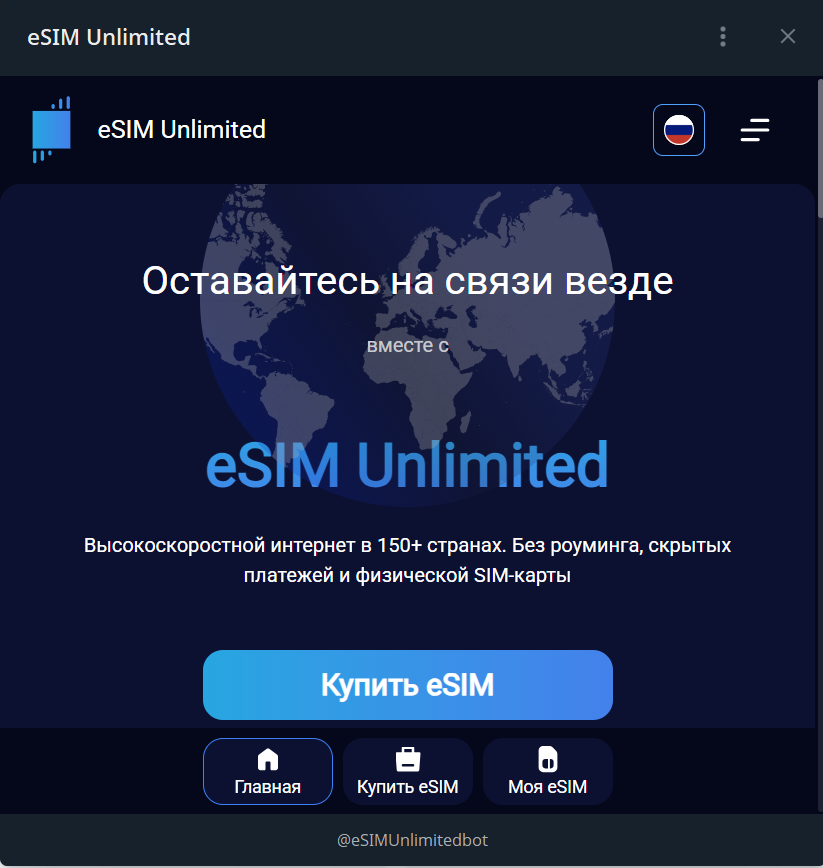 eSIM Unlimited
eSIM Unlimited
Оставайтесь на связи везде
вместе с
eSIM Unlimited
Высокоскоростной интернет в 150+ странах. Без роуминга, скрытых
платежей и физической SIM-карты
Купить eSIM
Главная
Купить eSIM
Моя eSIM
@eSIMUnlimitedbot